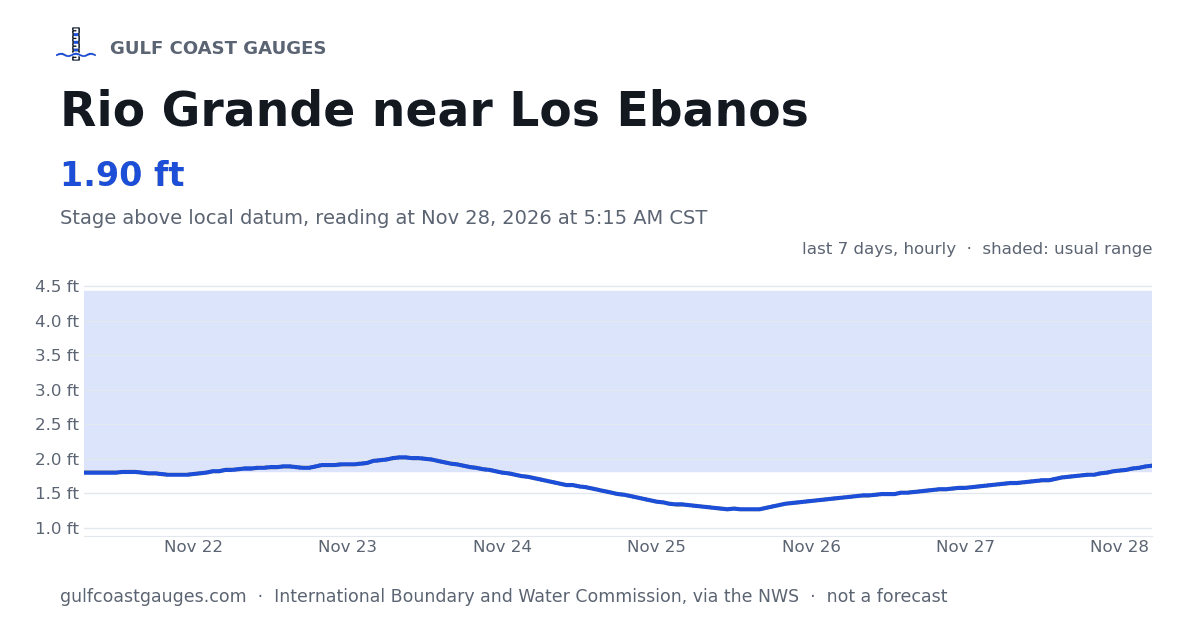 GULF COAST GAUGES
Rio Grande near Los Ebanos
1.90 ft
Stage above local datum, reading at Nov 28, 2026 at 5:15 AM CST
last 7 days, hourly · shaded: usual range
4.5 ft
4.0 ft
3.5 ft
3.0 ft
2.5 ft
2.0 ft
1.5 ft
1.0 ft
Nov 22 Nov 23 Nov 24 Nov 25 Nov 26 Nov 27 Nov 28
gulfcoastgauges.com · International Boundary and Water Commission, via the NWS · not a forecast